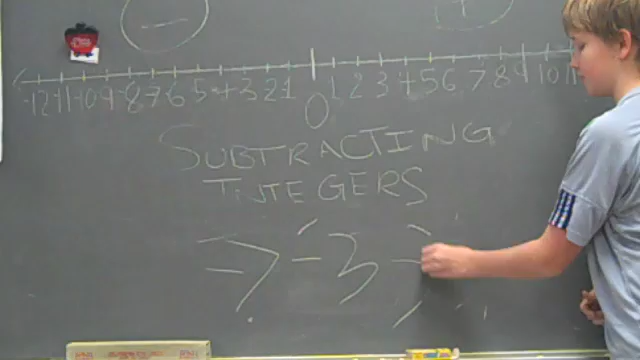 − +
-12 -11 -10 -9 -8 -7 -6 -5 -4 -3 -2 -1 0 1 2 3 4 5 6 7 8 9 10 11
SUBTRACTING
INTEGERS
-7 - 3 -